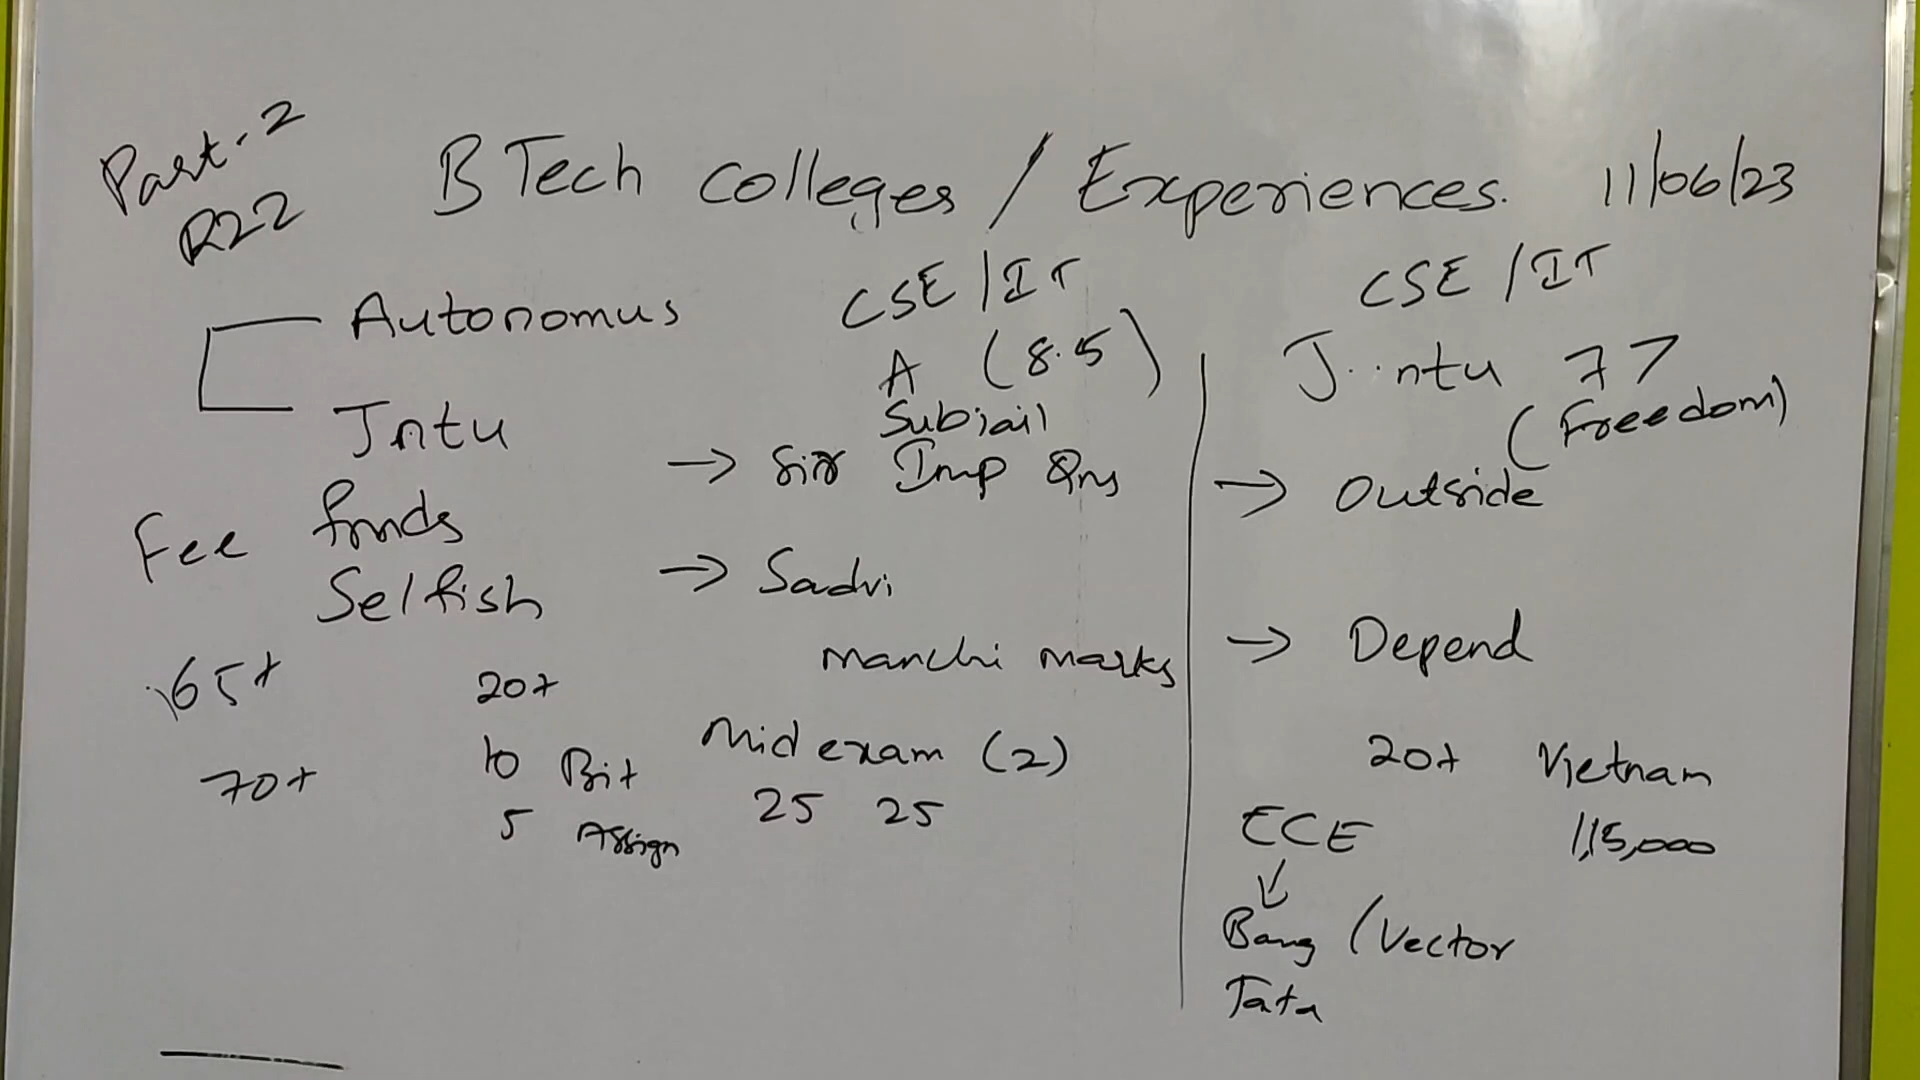 Part-2
R22
B Tech colleges / Experiences. 11/06/23
Autonomus
Jntu
Fee funds
Selfish
65+
70+
20+
10 Bit
5 Assign
CSE/IT
A (8.5)
Subjail
→ Sir Imp Qns
→ Sadvi
manchi marks
Mid exam (2)
25 25
CSE/IT
J..ntu 77
(Freedom)
→ Outside
→ Depend
20+ Vietnam
ECE 1,15,000
↓
Bang / Vector
Tata